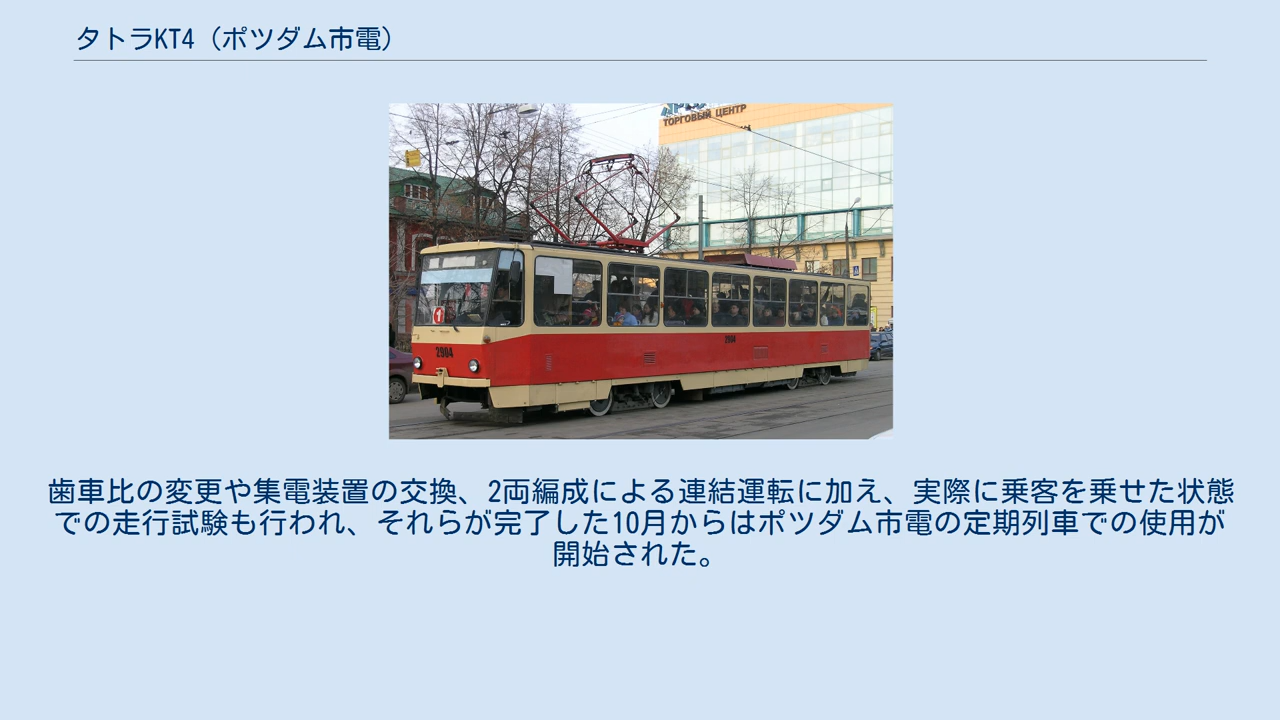 タトラKT4（ポツダム市電）
ТОРГОВЫЙ ЦЕНТР
2904
2904
歯車比の変更や集電装置の交換、2両編成による連結運転に加え、実際に乗客を乗せた状態
での走行試験も行われ、それらが完了した10月からはポツダム市電の定期列車での使用が
開始された。